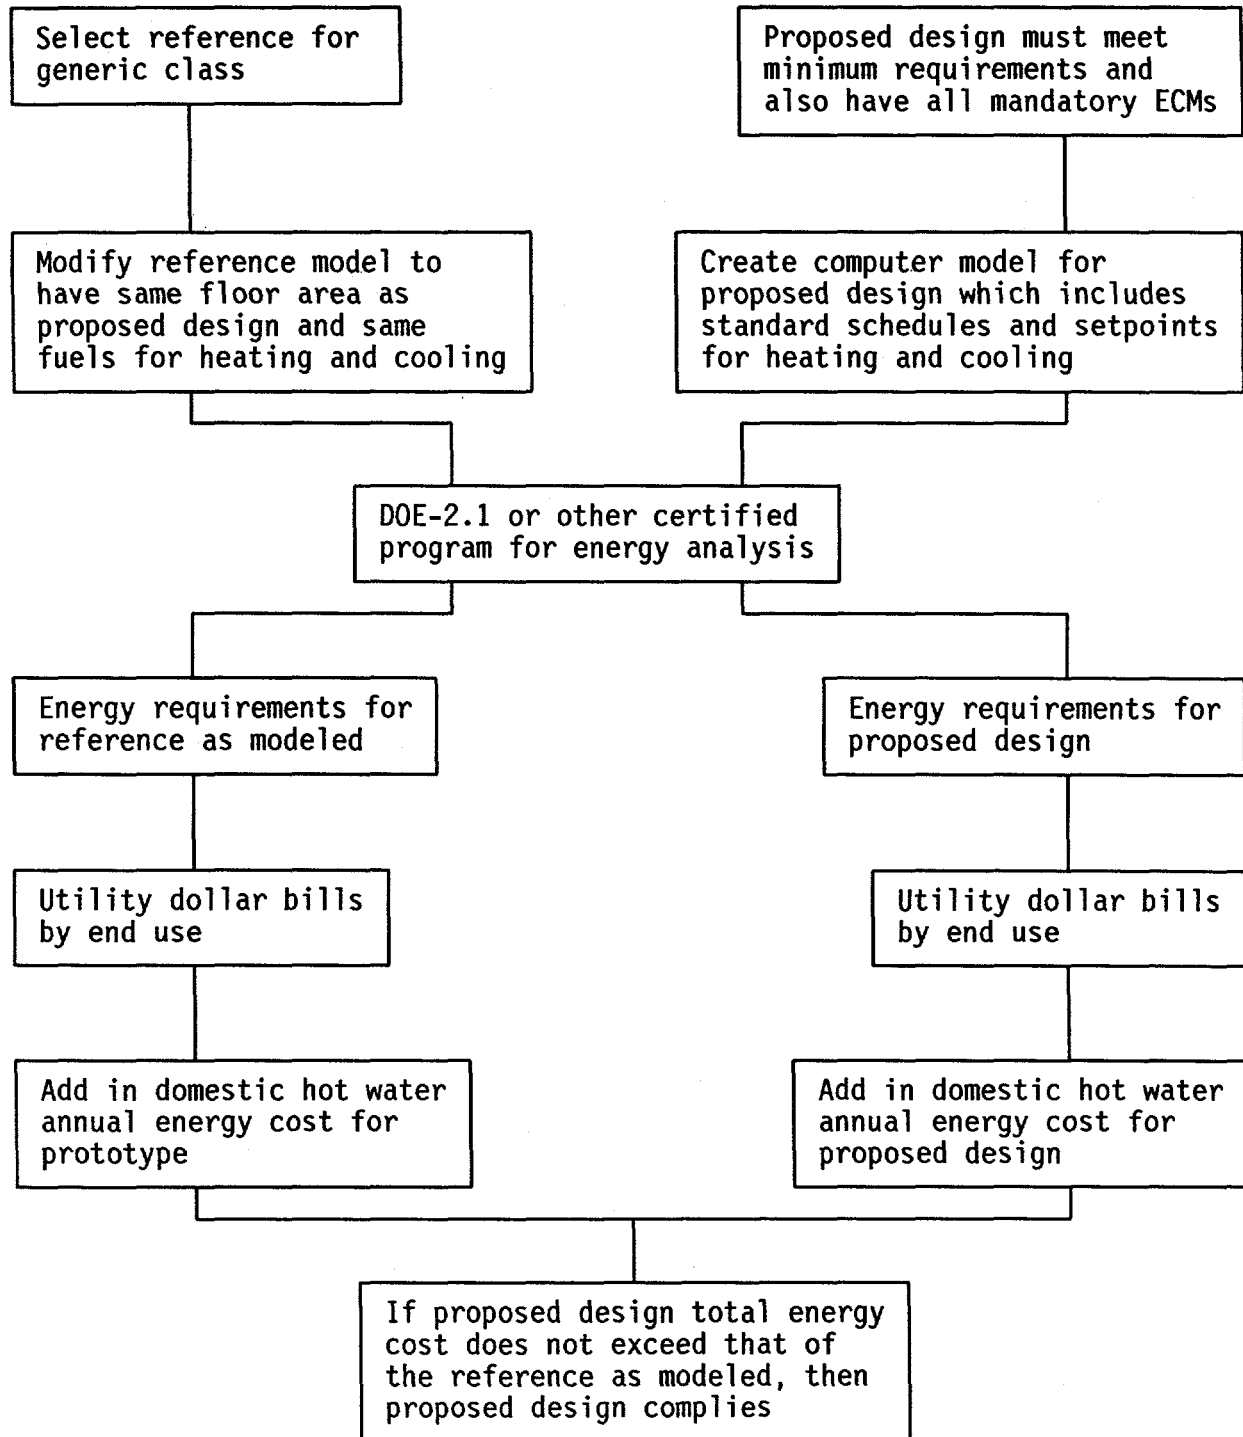 Select reference for
generic class
Proposed design must meet
minimum requirements and
also have all mandatory ECMs
Modify reference model to
have same floor area as
proposed design and same
fuels for heating and cooling
Create computer model for
proposed design which includes
standard schedules and setpoints
for heating and cooling
DOE-2.1 or other certified
program for energy analysis
Energy requirements for
reference as modeled
Energy requirements for
proposed design
Utility dollar bills
by end use
Utility dollar bills
by end use
Add in domestic hot water
annual energy cost for
prototype
Add in domestic hot water
annual energy cost for
proposed design
If proposed design total energy
cost does not exceed that of
the reference as modeled, then
proposed design complies